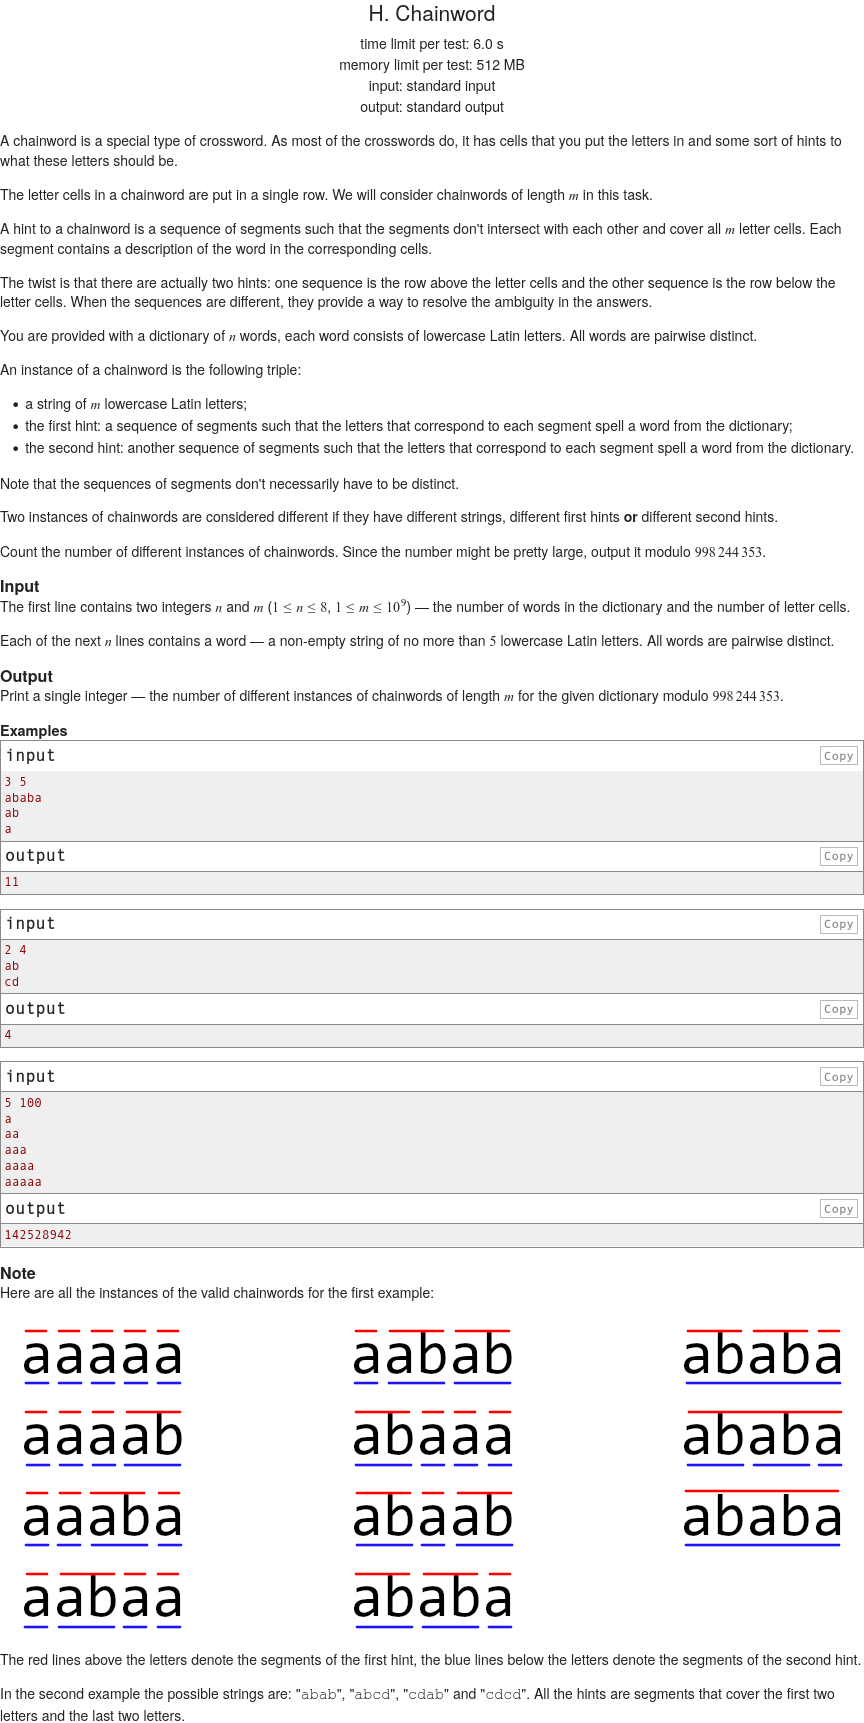 H. Chainword
time limit per test: 6.0 s
memory limit per test: 512 MB
input: standard input
output: standard output
A chainword is a special type of crossword. As most of the crosswords do, it has cells that you put the letters in and some sort of hints to
what these letters should be.
The letter cells in a chainword are put in a single row. We will consider chainwords of length m in this task.
A hint to a chainword is a sequence of segments such that the segments don't intersect with each other and cover all m letter cells. Each
segment contains a description of the word in the corresponding cells.
The twist is that there are actually two hints: one sequence is the row above the letter cells and the other sequence is the row below the
letter cells. When the sequences are different, they provide a way to resolve the ambiguity in the answers.
You are provided with a dictionary of n words, each word consists of lowercase Latin letters. All words are pairwise distinct.
An instance of a chainword is the following triple:
• a string of m lowercase Latin letters;
• the first hint: a sequence of segments such that the letters that correspond to each segment spell a word from the dictionary;
• the second hint: another sequence of segments such that the letters that correspond to each segment spell a word from the dictionary.
Note that the sequences of segments don't necessarily have to be distinct.
Two instances of chainwords are considered different if they have different strings, different first hints or different second hints.
Count the number of different instances of chainwords. Since the number might be pretty large, output it modulo 998 244 353.
Input
The first line contains two integers n and m (1 ≤ n ≤ 8, 1 ≤ m ≤ 10⁹) — the number of words in the dictionary and the number of letter cells.
Each of the next n lines contains a word — a non-empty string of no more than 5 lowercase Latin letters. All words are pairwise distinct.
Output
Print a single integer — the number of different instances of chainwords of length m for the given dictionary modulo 998 244 353.
Examples
input Copy
3 5
ababa
ab
a
output Copy
11
input Copy
2 4
ab
cd
output Copy
4
input Copy
5 100
a
aa
aaa
aaaa
aaaaa
output Copy
142528942
Note
Here are all the instances of the valid chainwords for the first example:
aaaaa aabab ababa
aaaab abaaa ababa
aaaba abaab ababa
aabaa ababa
The red lines above the letters denote the segments of the first hint, the blue lines below the letters denote the segments of the second hint.
In the second example the possible strings are: "abab", "abcd", "cdab" and "cdcd". All the hints are segments that cover the first two
letters and the last two letters.